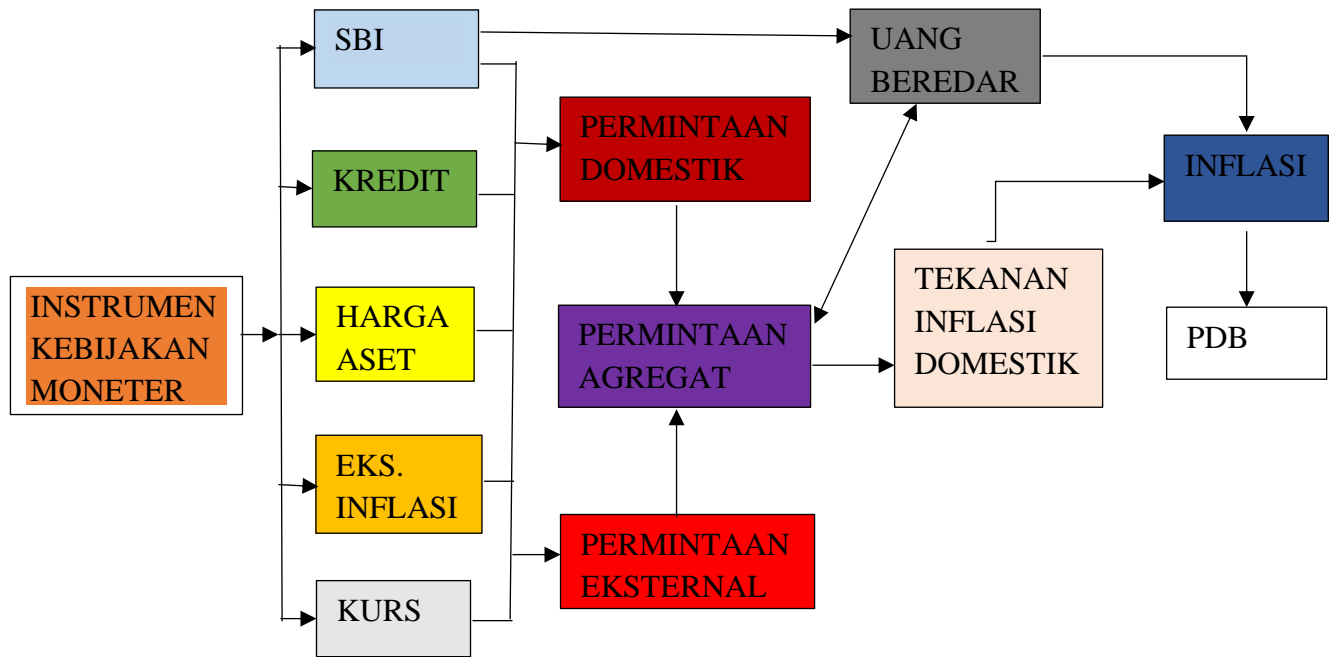 INSTRUMEN
KEBIJAKAN
MONETER
SBI
KREDIT
HARGA
ASET
EKS.
INFLASI
KURS
PERMINTAAN
DOMESTIK
PERMINTAAN
AGREGAT
PERMINTAAN
EKSTERNAL
UANG
BEREDAR
TEKANAN
INFLASI
DOMESTIK
INFLASI
PDB